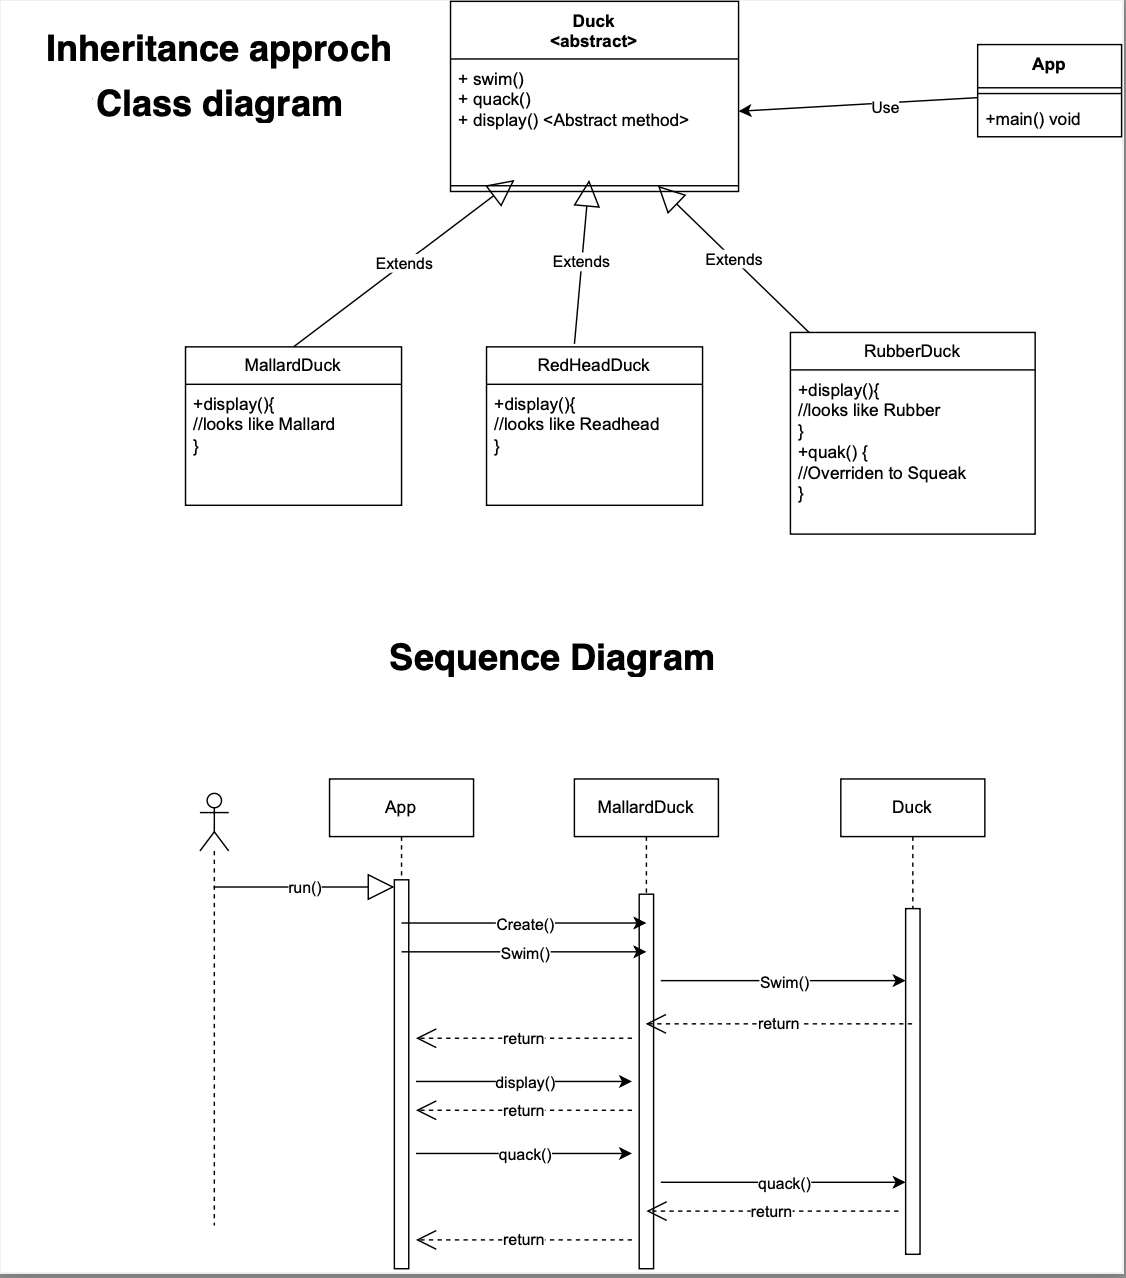 Inheritance approch
Class diagram
Duck
<abstract>
+ swim()
+ quack()
+ display() <Abstract method>
App
+main() void
Use
Extends
Extends
Extends
MallardDuck
+display(){
//looks like Mallard
}
RedHeadDuck
+display(){
//looks like Readhead
}
RubberDuck
+display(){
//looks like Rubber
}
+quak() {
//Overriden to Squeak
}
Sequence Diagram
App
MallardDuck
Duck
run()
Create()
Swim()
Swim()
return
return
display()
return
quack()
quack()
return
return